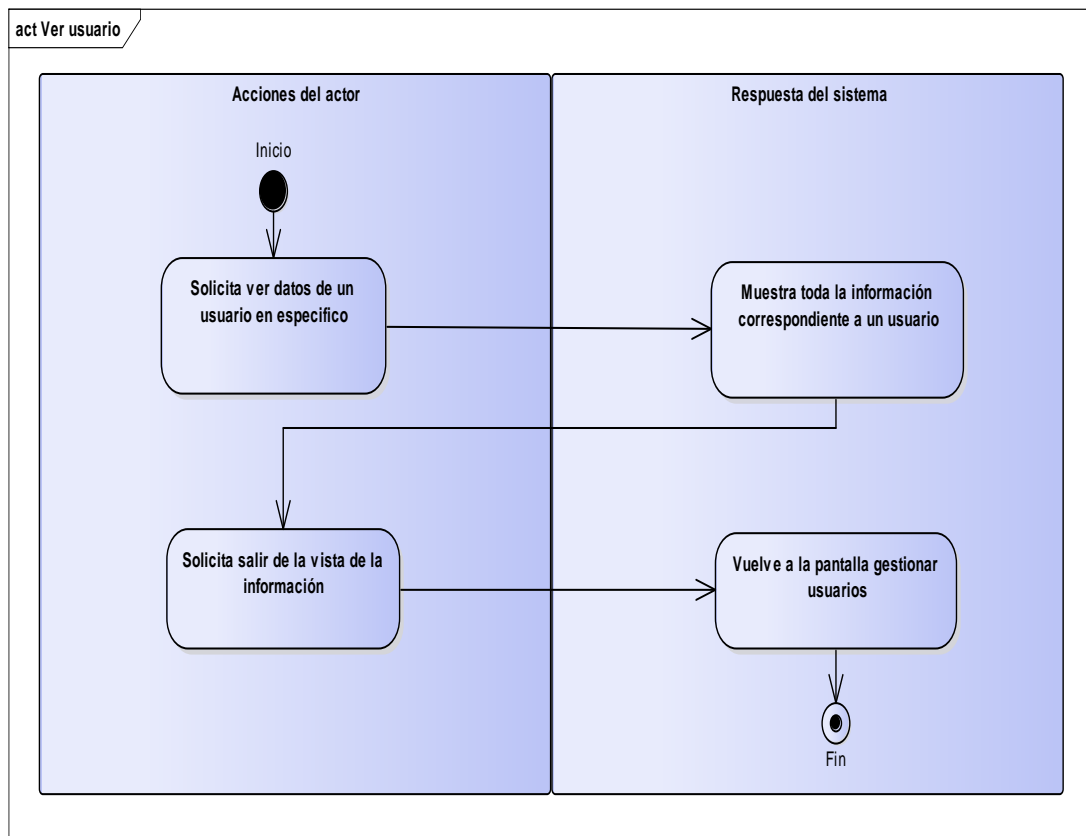 act Ver usuario
Acciones del actor
Respuesta del sistema
Inicio
Solicita ver datos de un
usuario en especifico
Muestra toda la información
correspondiente a un usuario
Solicita salir de la vista de la
información
Vuelve a la pantalla gestionar
usuarios
Fin